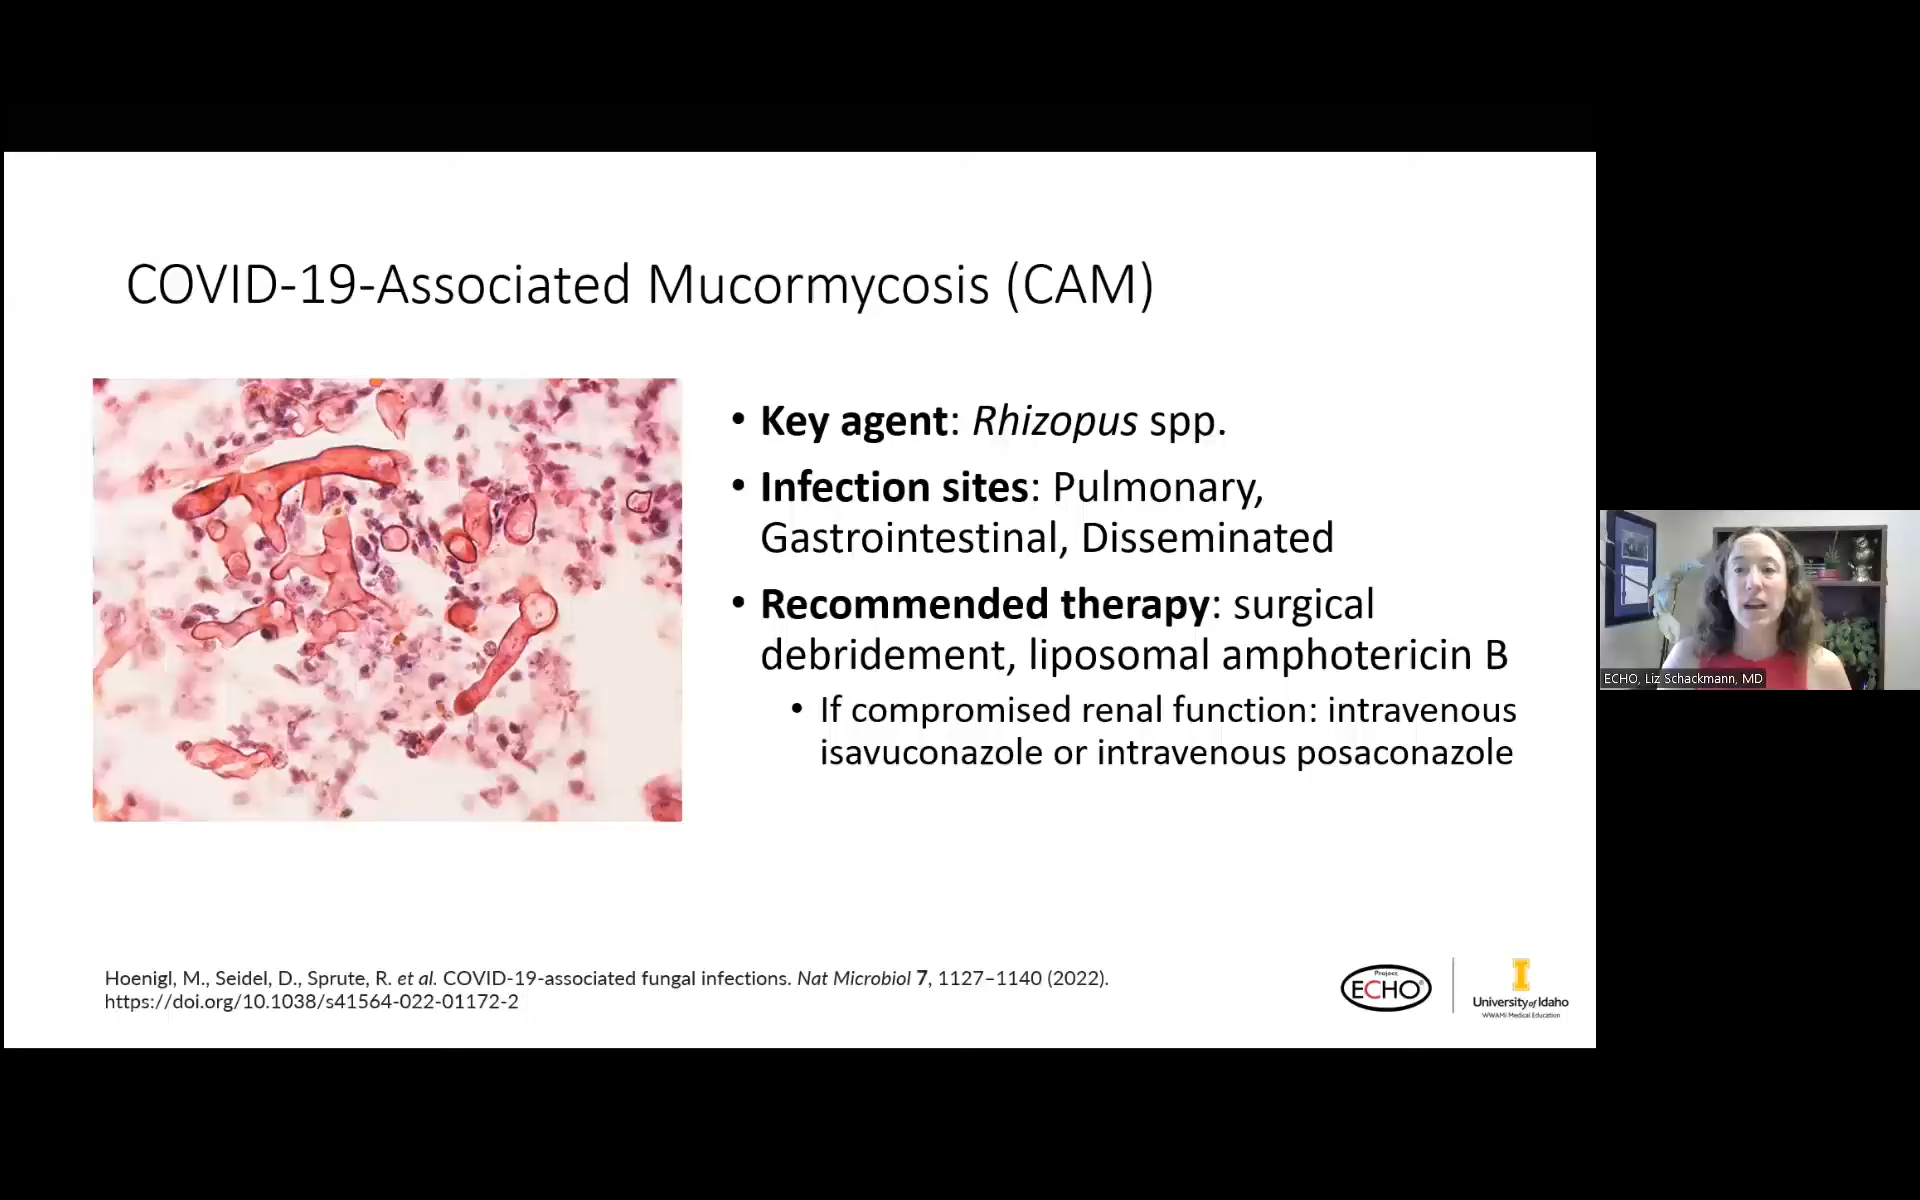 COVID-19-Associated Mucormycosis (CAM)
• Key agent: Rhizopus spp.
• Infection sites: Pulmonary,
Gastrointestinal, Disseminated
• Recommended therapy: surgical
debridement, liposomal amphotericin B
• If compromised renal function: intravenous
isavuconazole or intravenous posaconazole
ECHO, Liz Schackmann, MD
Hoenigl, M., Seidel, D., Sprute, R. et al. COVID-19-associated fungal infections. Nat Microbiol 7, 1127–1140 (2022).
https://doi.org/10.1038/s41564-022-01172-2
Project
ECHO®
I
University of Idaho
WWAMI Medical Education